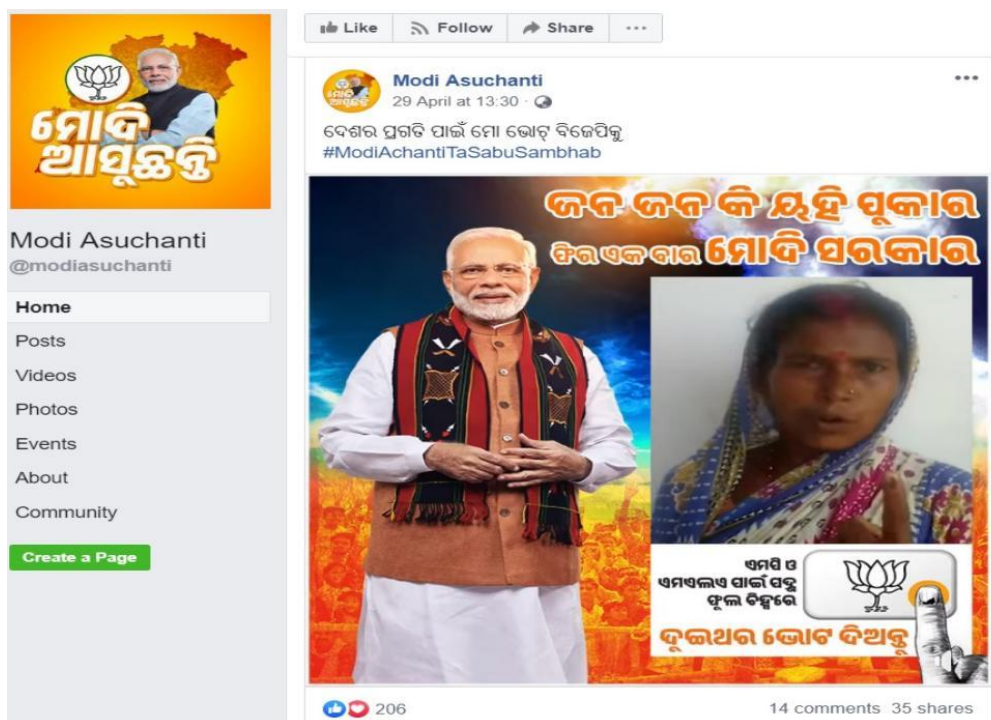 ମୋଦି
ଆସୁଛନ୍ତି
Modi Asuchanti
@modiasuchanti
Home
Posts
Videos
Photos
Events
About
Community
Create a Page
Like
Follow
Share
Modi Asuchanti
29 April at 13:30
ଦେଶର ପ୍ରଗତି ପାଇଁ ମୋ ଭୋଟ୍ ବିଜେପିକୁ
#ModiAchantiTaSabuSambhab
ଜନ ଜନ କି ୟହି ପୁକାର
ଫିର ଏକ ବାର ମୋଦି ସରକାର
ଏମପି ଓ
ଏମଏଲଏ ପାଇଁ ପଦ୍ମ
ଫୁଲ ଚିହ୍ନରେ
ଦୁଇଥର ଭୋଟ ଦିଅନ୍ତୁ
206
14 comments 35 shares